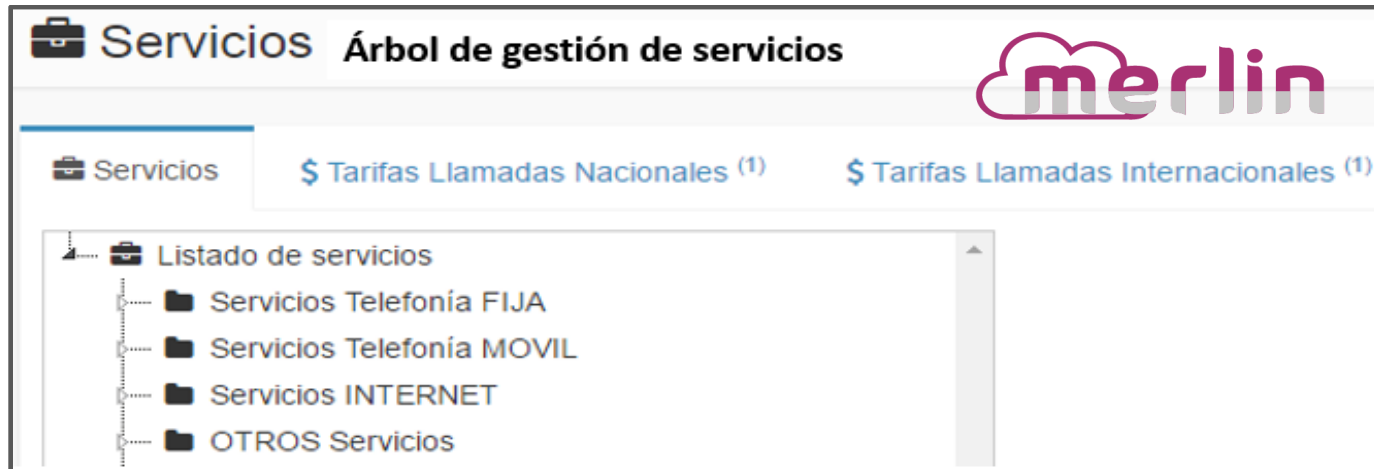 Servicios Árbol de gestión de servicios
merlin
Servicios $ Tarifas Llamadas Nacionales (1) $ Tarifas Llamadas Internacionales (1)
Listado de servicios
Servicios Telefonía FIJA
Servicios Telefonía MOVIL
Servicios INTERNET
OTROS Servicios